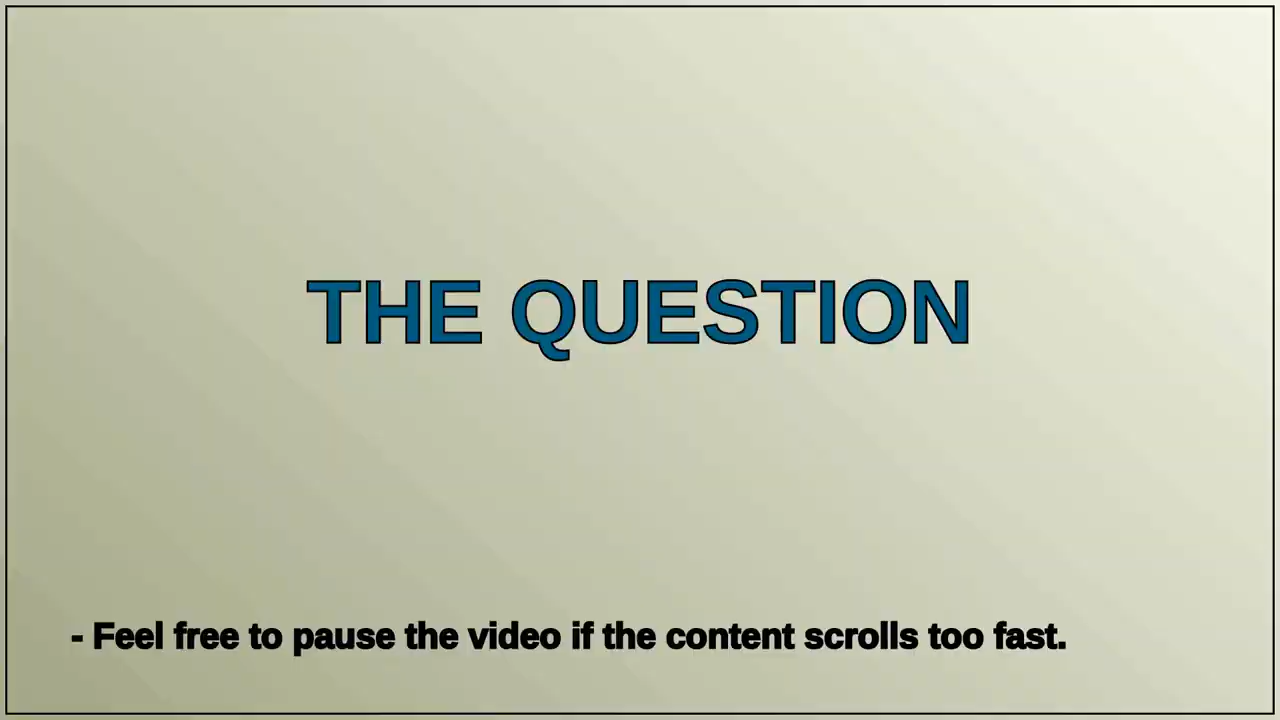 THE QUESTION
- Feel free to pause the video if the content scrolls too fast.